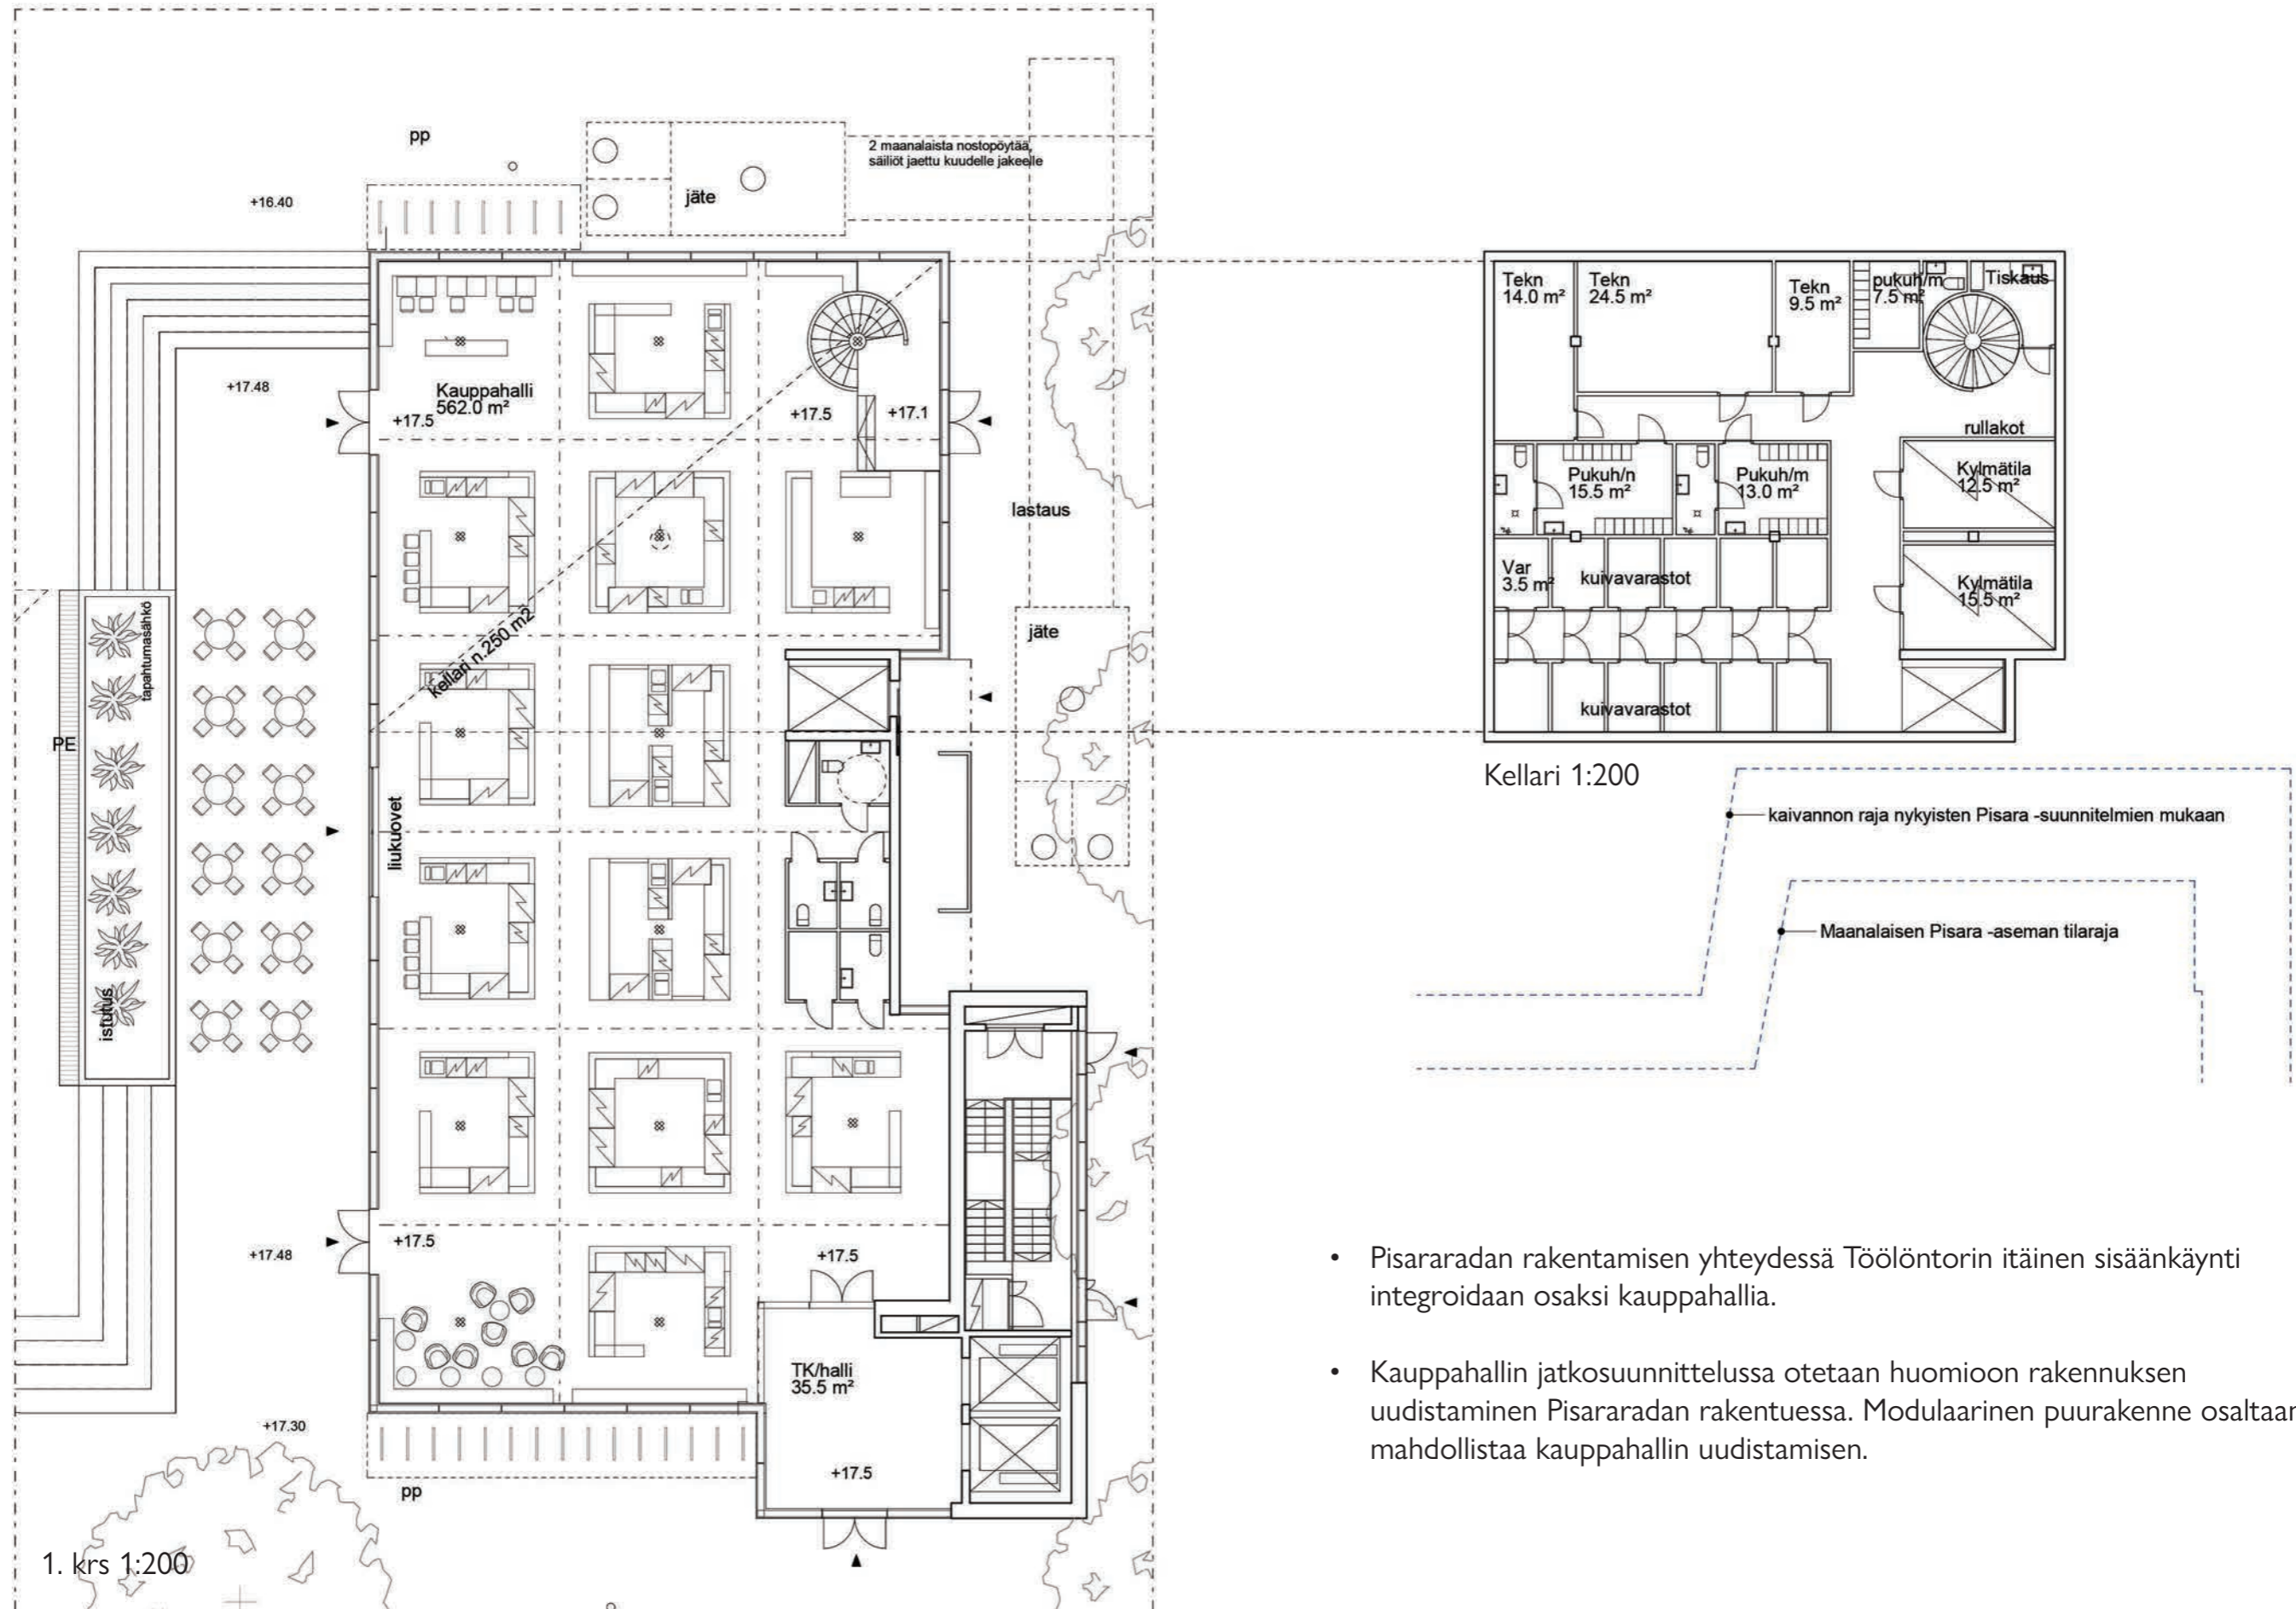 pp
+16.40
jäte
2 maanalaista nostopöytää,
säiliöt jaettu kuudelle jakeelle
+17.48
Kauppahalli
562.0 m²
+17.5
+17.5
+17.1
lastaus
kellari n.250 m2
jäte
tapahtumasähkö
PE
liukuovet
istutus
+17.48
+17.5
+17.5
TK/halli
35.5 m²
+17.30
+17.5
pp
1. krs 1:200
Tekn
14.0 m²
Tekn
24.5 m²
Tekn
9.5 m²
pukuh/m
7.5 m²
Tiskaus
rullakot
Pukuh/n
15.5 m²
Pukuh/m
13.0 m²
Kylmätila
12.5 m²
Var
3.5 m²
kuivavarastot
Kylmätila
15.5 m²
kuivavarastot
Kellari 1:200
kaivannon raja nykyisten Pisara -suunnitelmien mukaan
Maanalaisen Pisara -aseman tilaraja
• Pisararadan rakentamisen yhteydessä Töölöntorin itäinen sisäänkäynti
integroidaan osaksi kauppahallia.
• Kauppahallin jatkosuunnittelussa otetaan huomioon rakennuksen
uudistaminen Pisararadan rakentuessa. Modulaarinen puurakenne osaltaan
mahdollistaa kauppahallin uudistamisen.